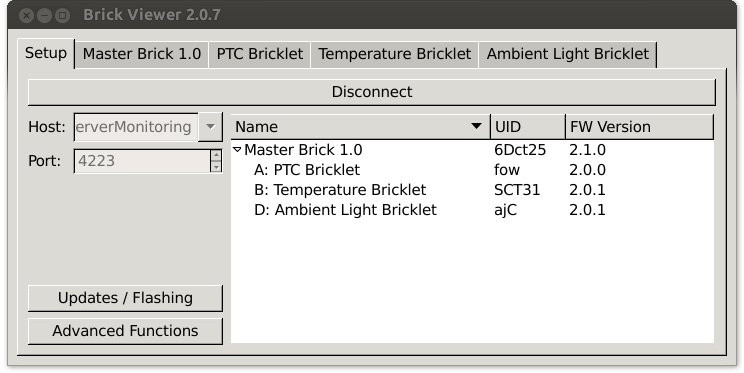 Brick Viewer 2.0.7
Setup Master Brick 1.0 PTC Bricklet Temperature Bricklet Ambient Light Bricklet
Disconnect
Host: erverMonitoring
Port: 4223
Name UID FW Version
Master Brick 1.0 6Dct25 2.1.0
A: PTC Bricklet fow 2.0.0
B: Temperature Bricklet SCT31 2.0.1
D: Ambient Light Bricklet ajC 2.0.1
Updates / Flashing
Advanced Functions